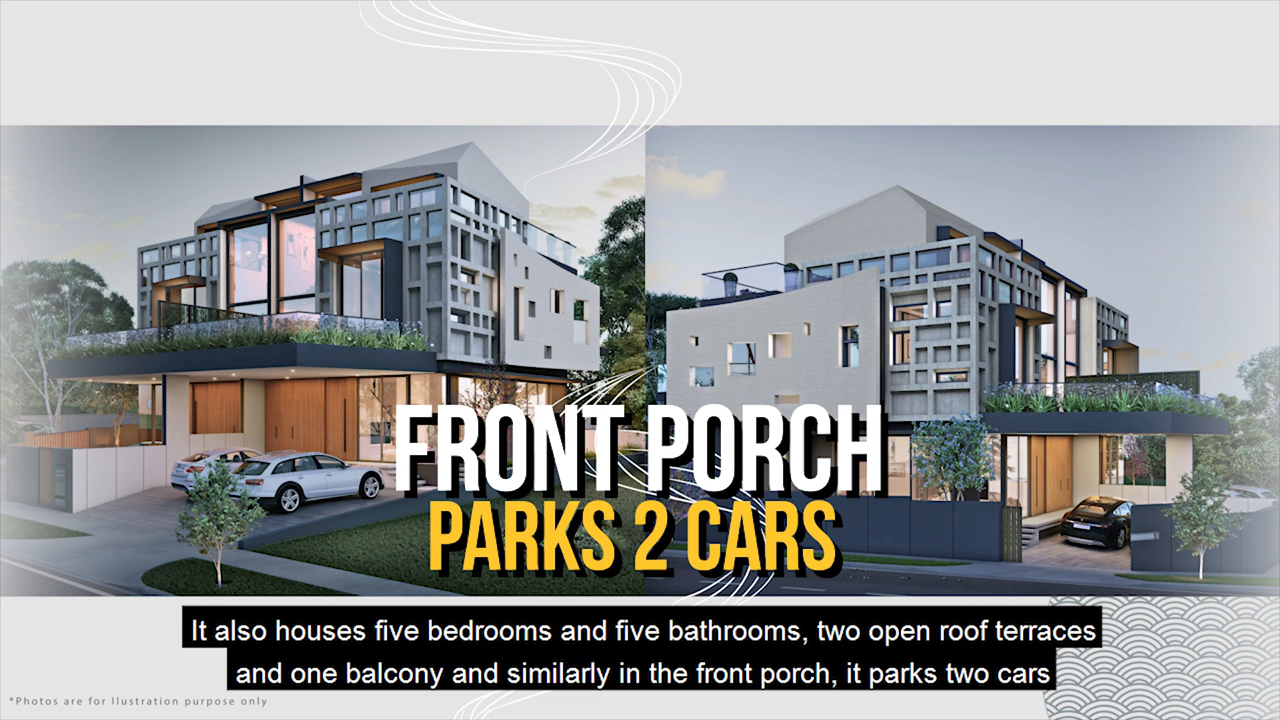 FRONT PORCH
PARKS 2 CARS
It also houses five bedrooms and five bathrooms, two open roof terraces
and one balcony and similarly in the front porch, it parks two cars
*Photos are for llustration purpose only